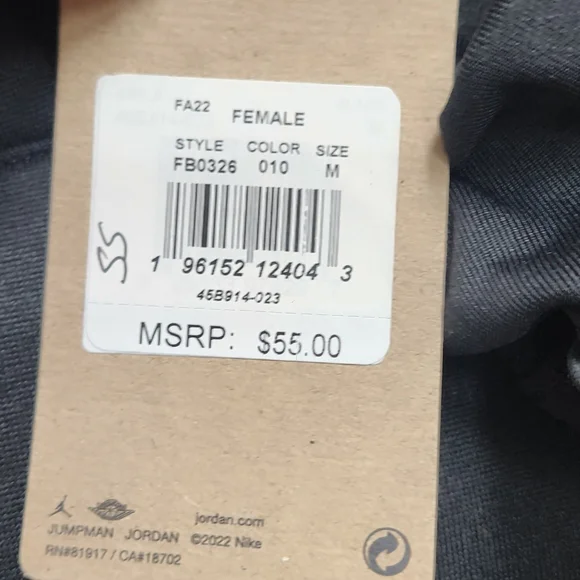 FA22 FEMALE
STYLE COLOR SIZE
FB0326 010 M
1 96152 12404 3
45B914-023
55
MSRP: $55.00
jordan.com
JUMPMAN JORDAN ©2022 Nike
RN#81917 / CA#18702